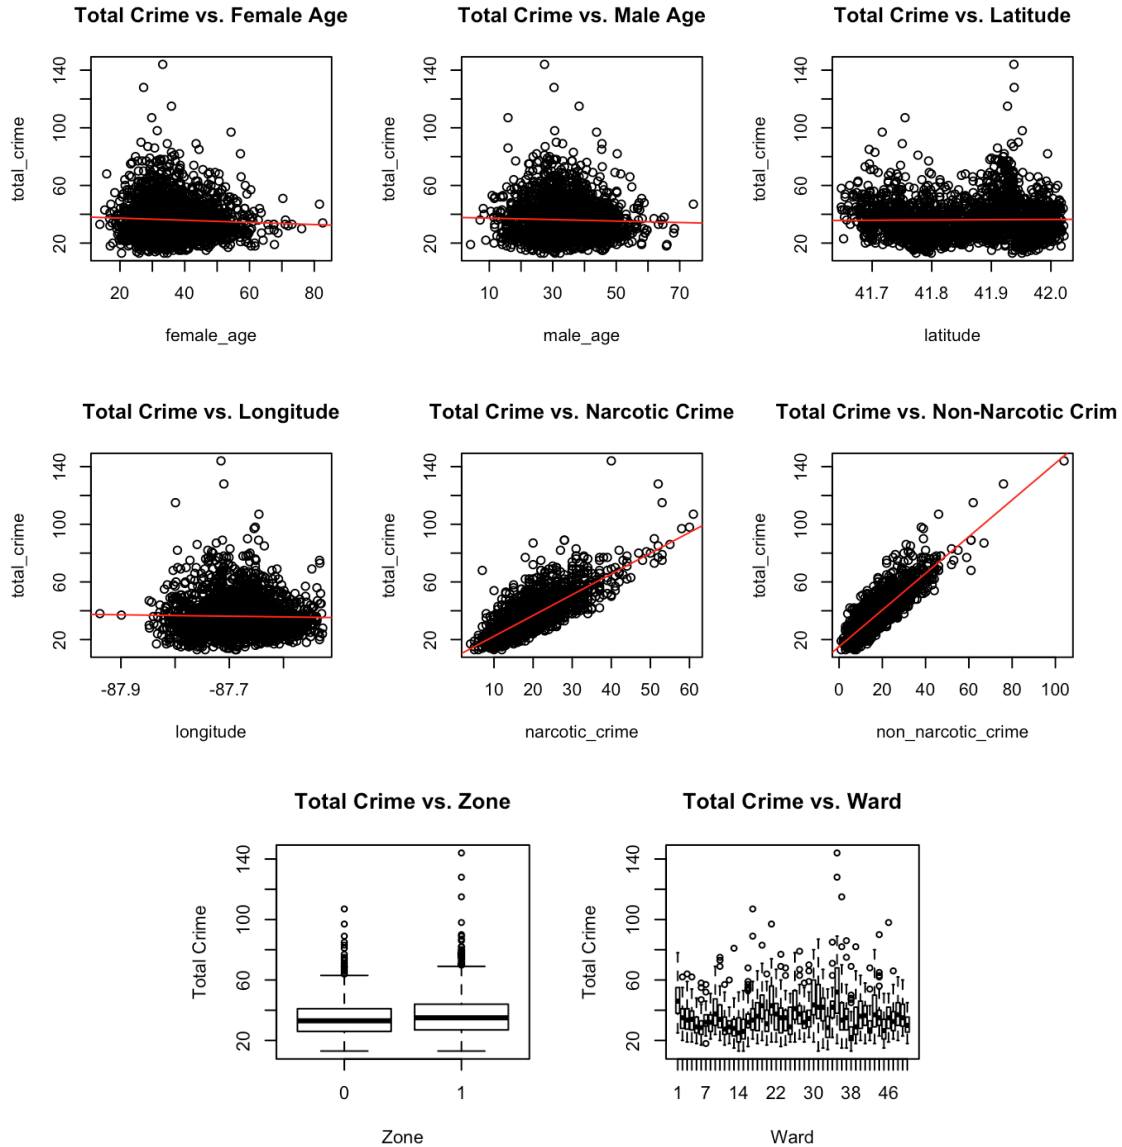 Total Crime vs. Female Age
Total Crime vs. Male Age
Total Crime vs. Latitude
total_crime
20 60 100 140
20 40 60 80
female_age
total_crime
20 60 100 140
10 30 50 70
male_age
total_crime
20 60 100 140
41.7 41.8 41.9 42.0
latitude
Total Crime vs. Longitude
Total Crime vs. Narcotic Crime
Total Crime vs. Non-Narcotic Crim
total_crime
20 60 100 140
-87.9 -87.7
longitude
total_crime
20 60 100 140
10 20 30 40 50 60
narcotic_crime
total_crime
20 60 100 140
0 20 40 60 80 100
non_narcotic_crime
Total Crime vs. Zone
Total Crime vs. Ward
Total Crime
20 60 100 140
0 1
Zone
Total Crime
20 60 100 140
1 7 14 22 30 38 46
Ward